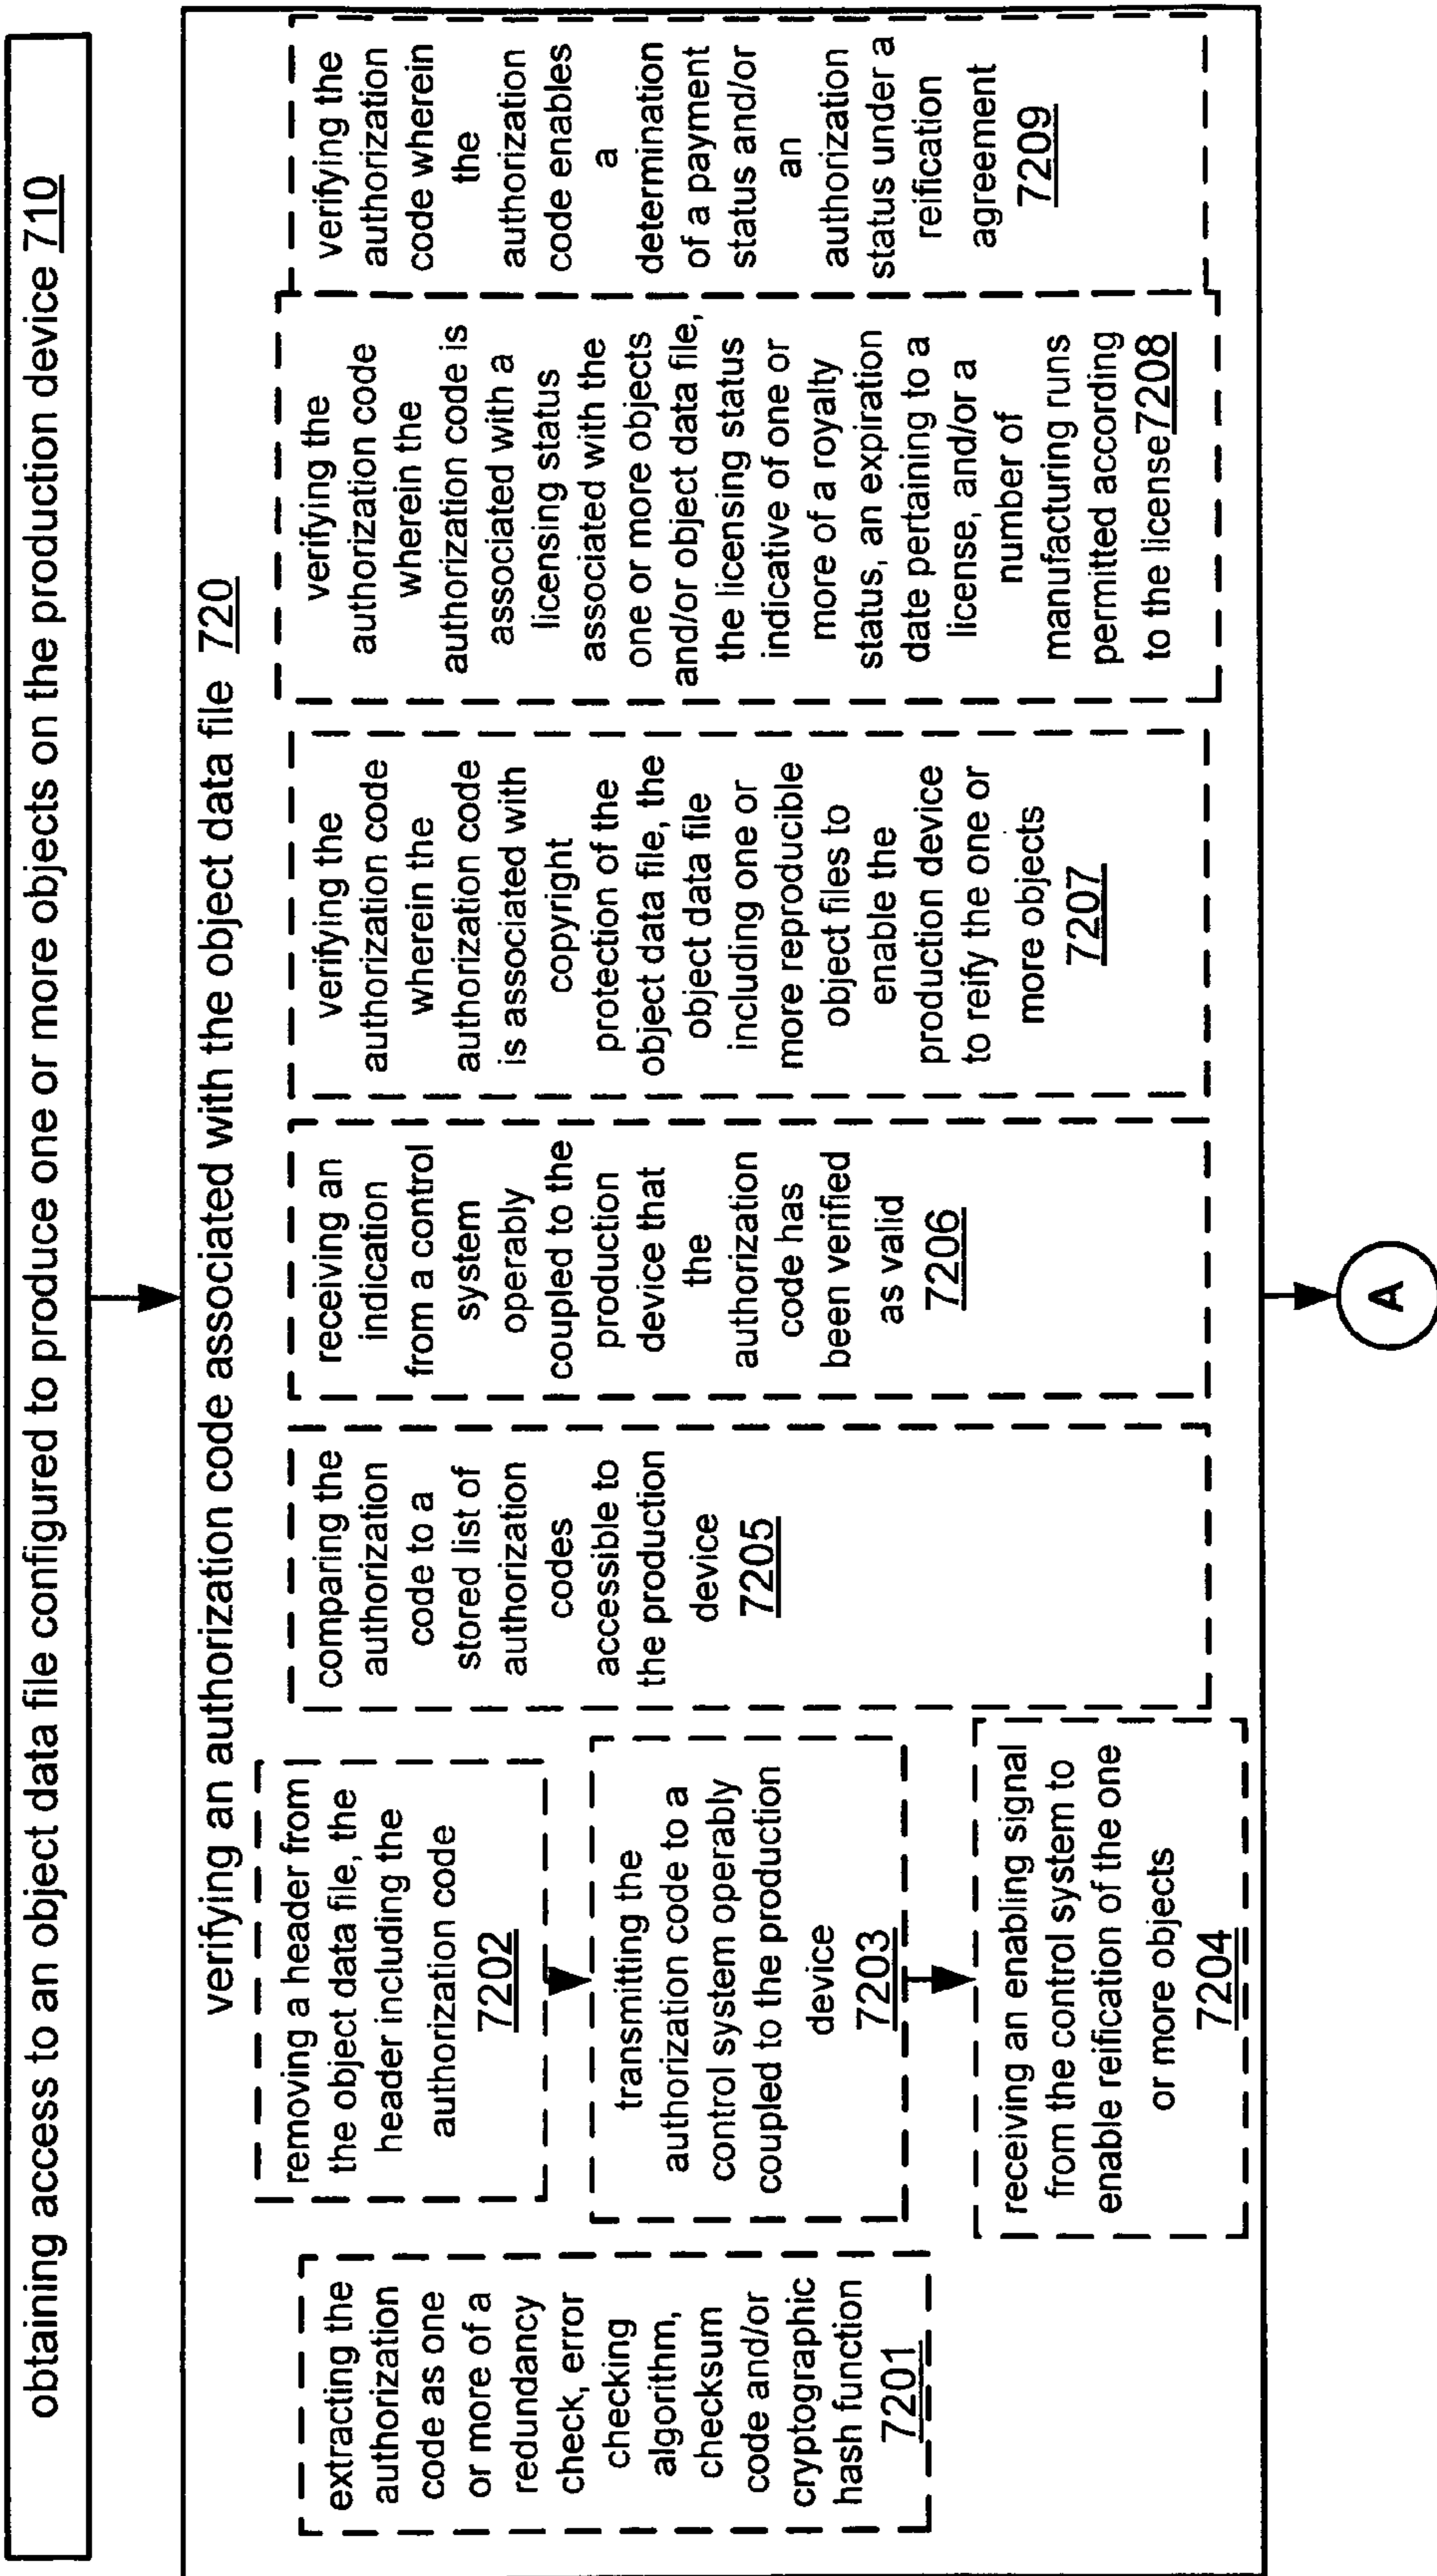 obtaining access to an object data file configured to produce one or more objects on the production device 710
verifying an authorization code associated with the object data file 720
extracting the
authorization
code as one
or more of a
redundancy
check, error
checking
algorithm,
checksum
code and/or
cryptographic
hash function
7201
removing a header from
the object data file, the
header including the
authorization code
7202
transmitting the
authorization code to a
control system operably
coupled to the production
device
7203
receiving an enabling signal
from the control system to
enable reification of the one
or more objects
7204
comparing the
authorization
code to a
stored list of
authorization
codes
accessible to
the production
device
7205
receiving an
indication
from a control
system
operably
coupled to the
production
device that
the
authorization
code has
been verified
as valid
7206
verifying the
authorization code
wherein the
authorization code
is associated with
copyright
protection of the
object data file, the
object data file
including one or
more reproducible
object files to
enable the
production device
to reify the one or
more objects
7207
verifying the
authorization code
wherein the
authorization code is
associated with a
licensing status
associated with the
one or more objects
and/or object data file,
the licensing status
indicative of one or
more of a royalty
status, an expiration
date pertaining to a
license, and/or a
number of
manufacturing runs
permitted according
to the license7208
verifying the
authorization
code wherein
the
authorization
code enables
a
determination
of a payment
status and/or
an
authorization
status under a
reification
agreement
7209
A